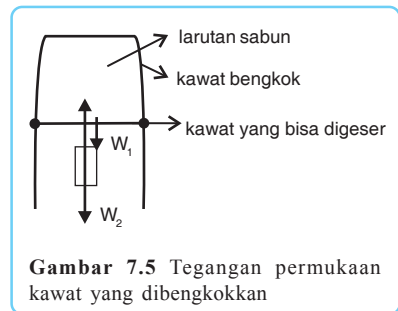 larutan sabun
kawat bengkok
kawat yang bisa digeser
W₁
W₂
Gambar 7.5 Tegangan permukaan
kawat yang dibengkokkan